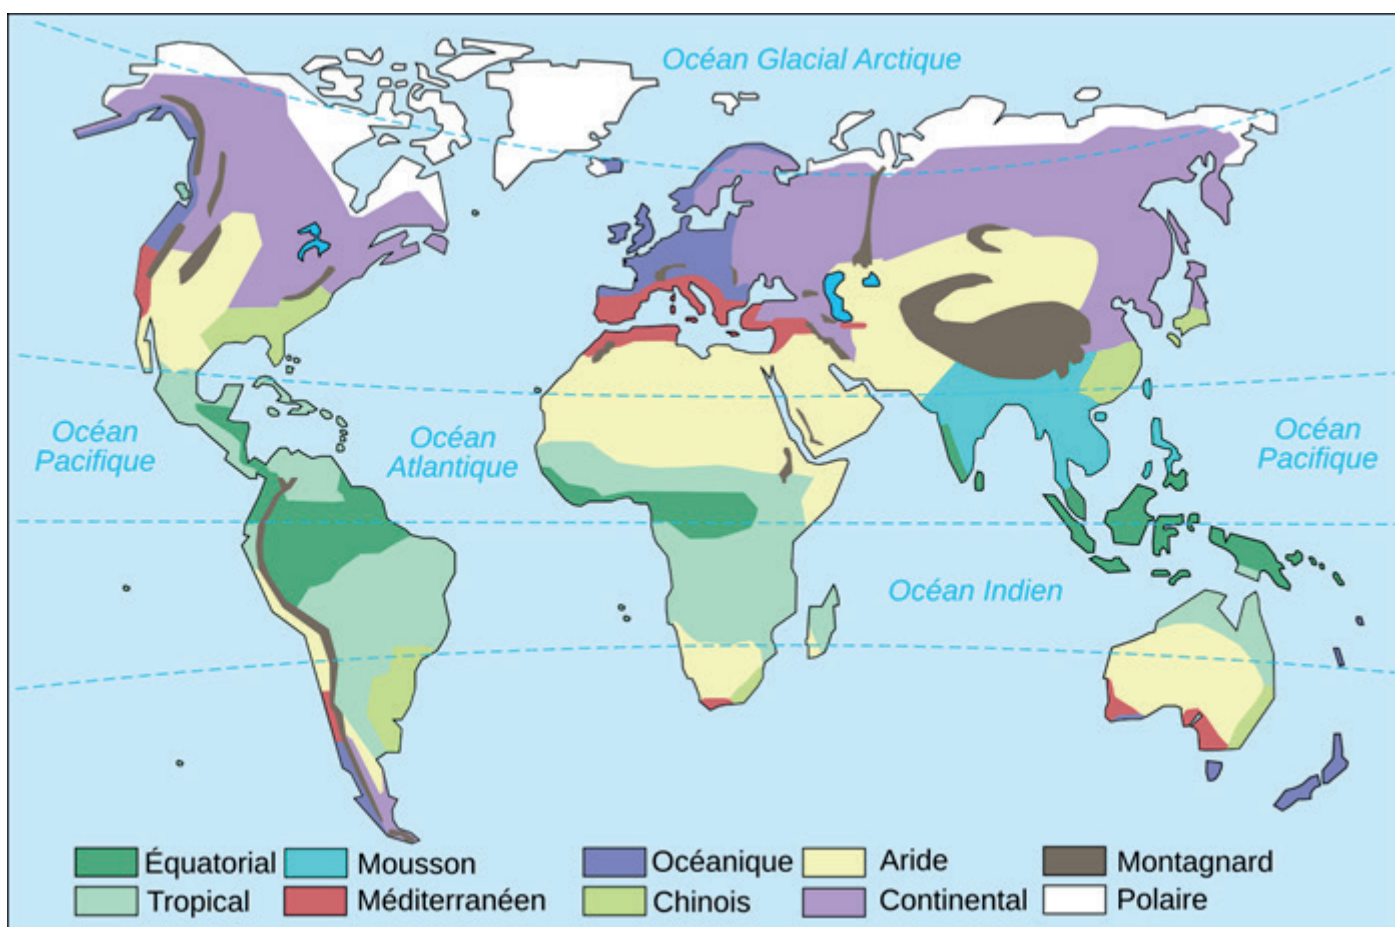 Océan Glacial Arctique
Océan
Pacifique
Océan
Atlantique
Océan
Pacifique
Océan Indien
Équatorial
Mousson
Océanique
Aride
Montagnard
Tropical
Méditerranéen
Chinois
Continental
Polaire